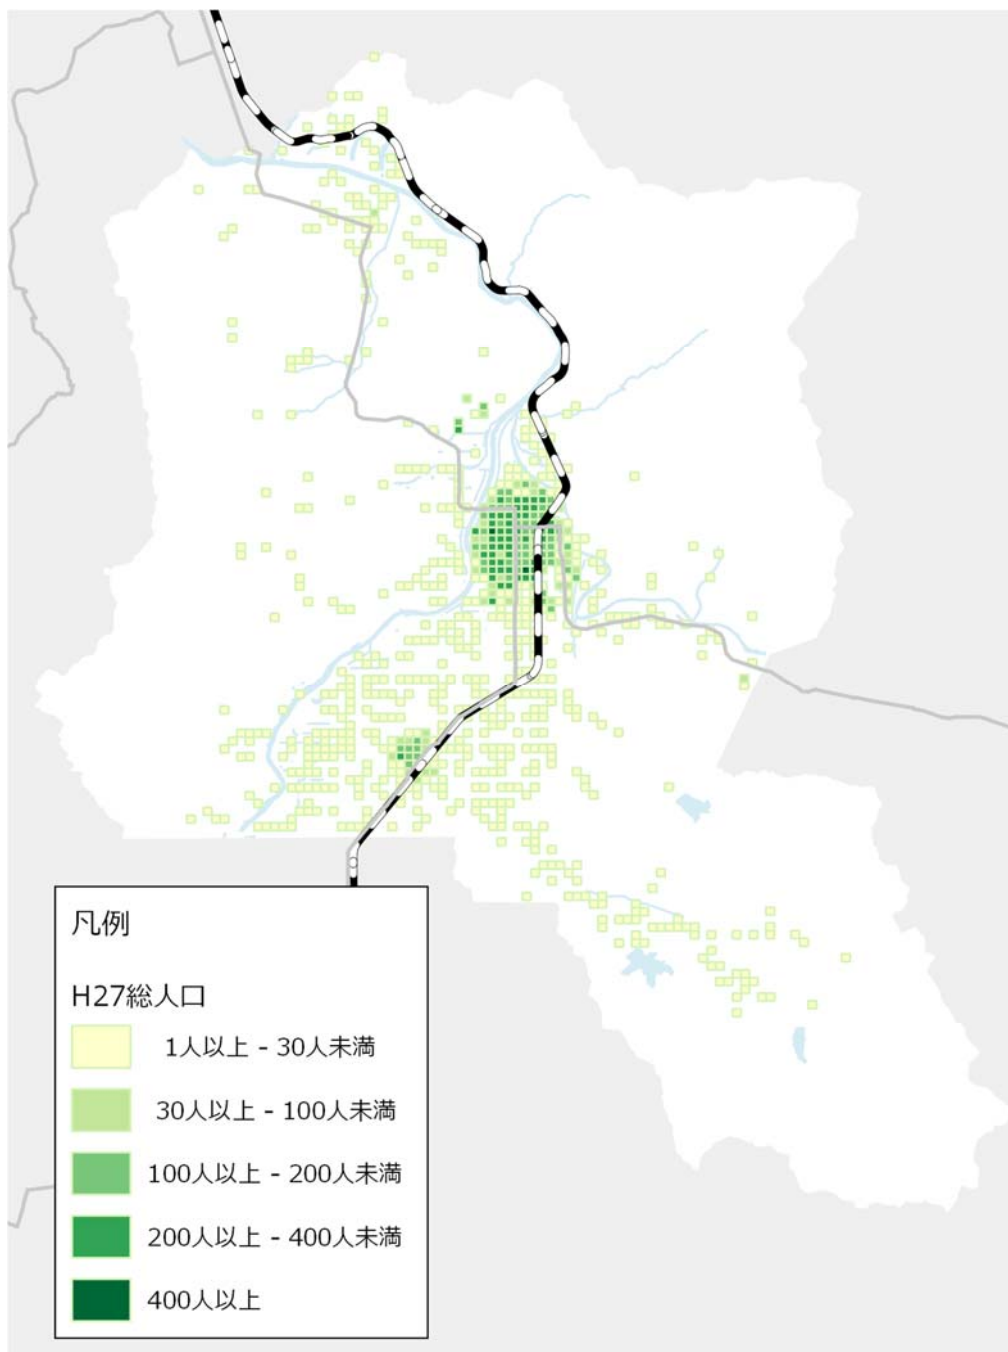 凡例
H27総人口
1人以上 - 30人未満
30人以上 - 100人未満
100人以上 - 200人未満
200人以上 - 400人未満
400人以上